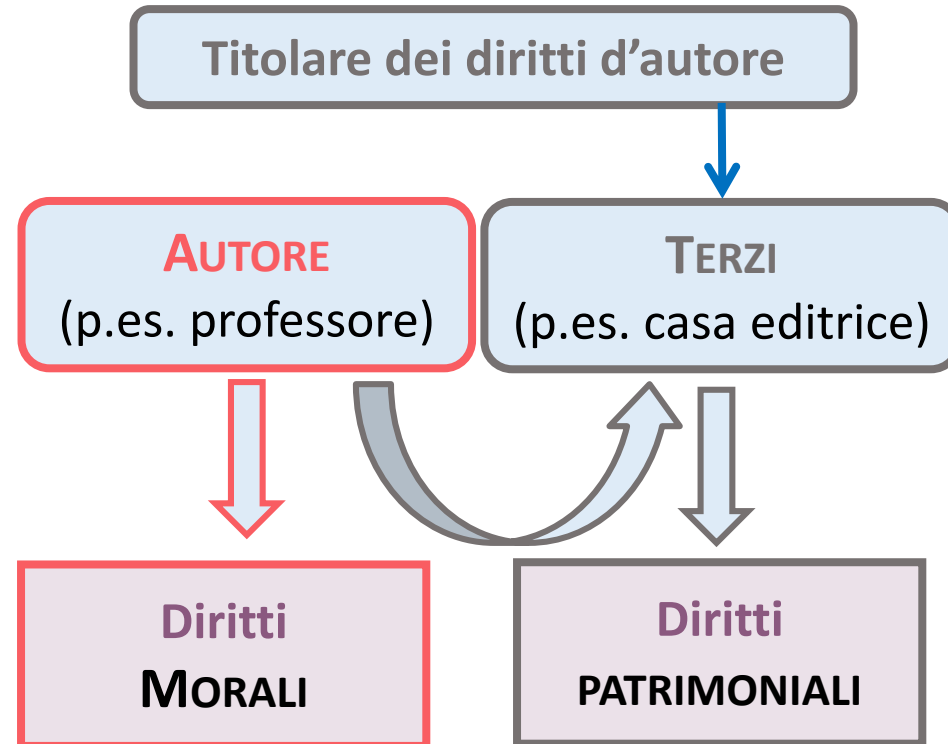 Titolare dei diritti d’autore
AUTORE
(p.es. professore)
TERZI
(p.es. casa editrice)
Diritti
MORALI
Diritti
PATRIMONIALI